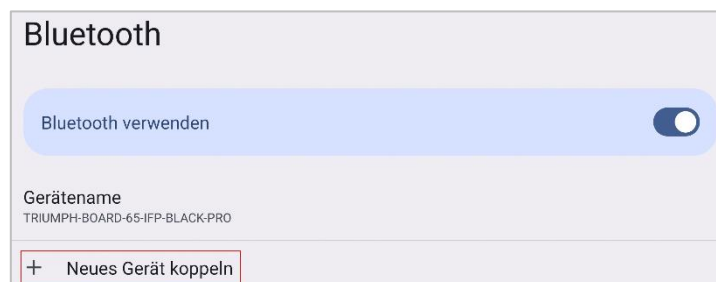 Bluetooth
Bluetooth verwenden
Gerätename
TRIUMPH-BOARD-65-IFP-BLACK-PRO
+ Neues Gerät koppeln